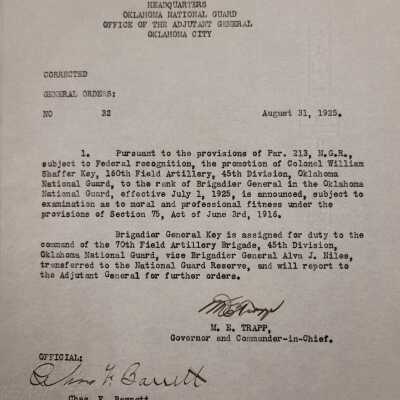 HEADQUARTERS
OKLAHOMA NATIONAL GUARD
OFFICE OF THE ADJUTANT GENERAL
OKLAHOMA CITY
CORRECTED
GENERAL ORDERS:
NO 32 August 31, 1925.
1. Pursuant to the provisions of Par. 213, N.G.R.,
subject to Federal recognition, the promotion of Colonel William
Shaffer Key, 160th Field Artillery, 45th Division, Oklahoma
National Guard, to the rank of Brigadier General in the Oklahoma
National Guard, effective July 1, 1925, is announced, subject to
examination as to moral and professional fitness under the
provisions of Section 75, Act of June 3rd, 1916.
Brigadier General Key is assigned for duty to the
command of the 70th Field Artillery Brigade, 45th Division,
Oklahoma National Guard, vice Brigadier General Alva J. Niles,
transferred to the National Guard Reserve, and will report to
the Adjutant General for further orders.
M E Trapp
M. E. TRAPP,
Governor and Commander-in-Chief.
OFFICIAL:
Chas F. Barrett
Chas. F. Barrett